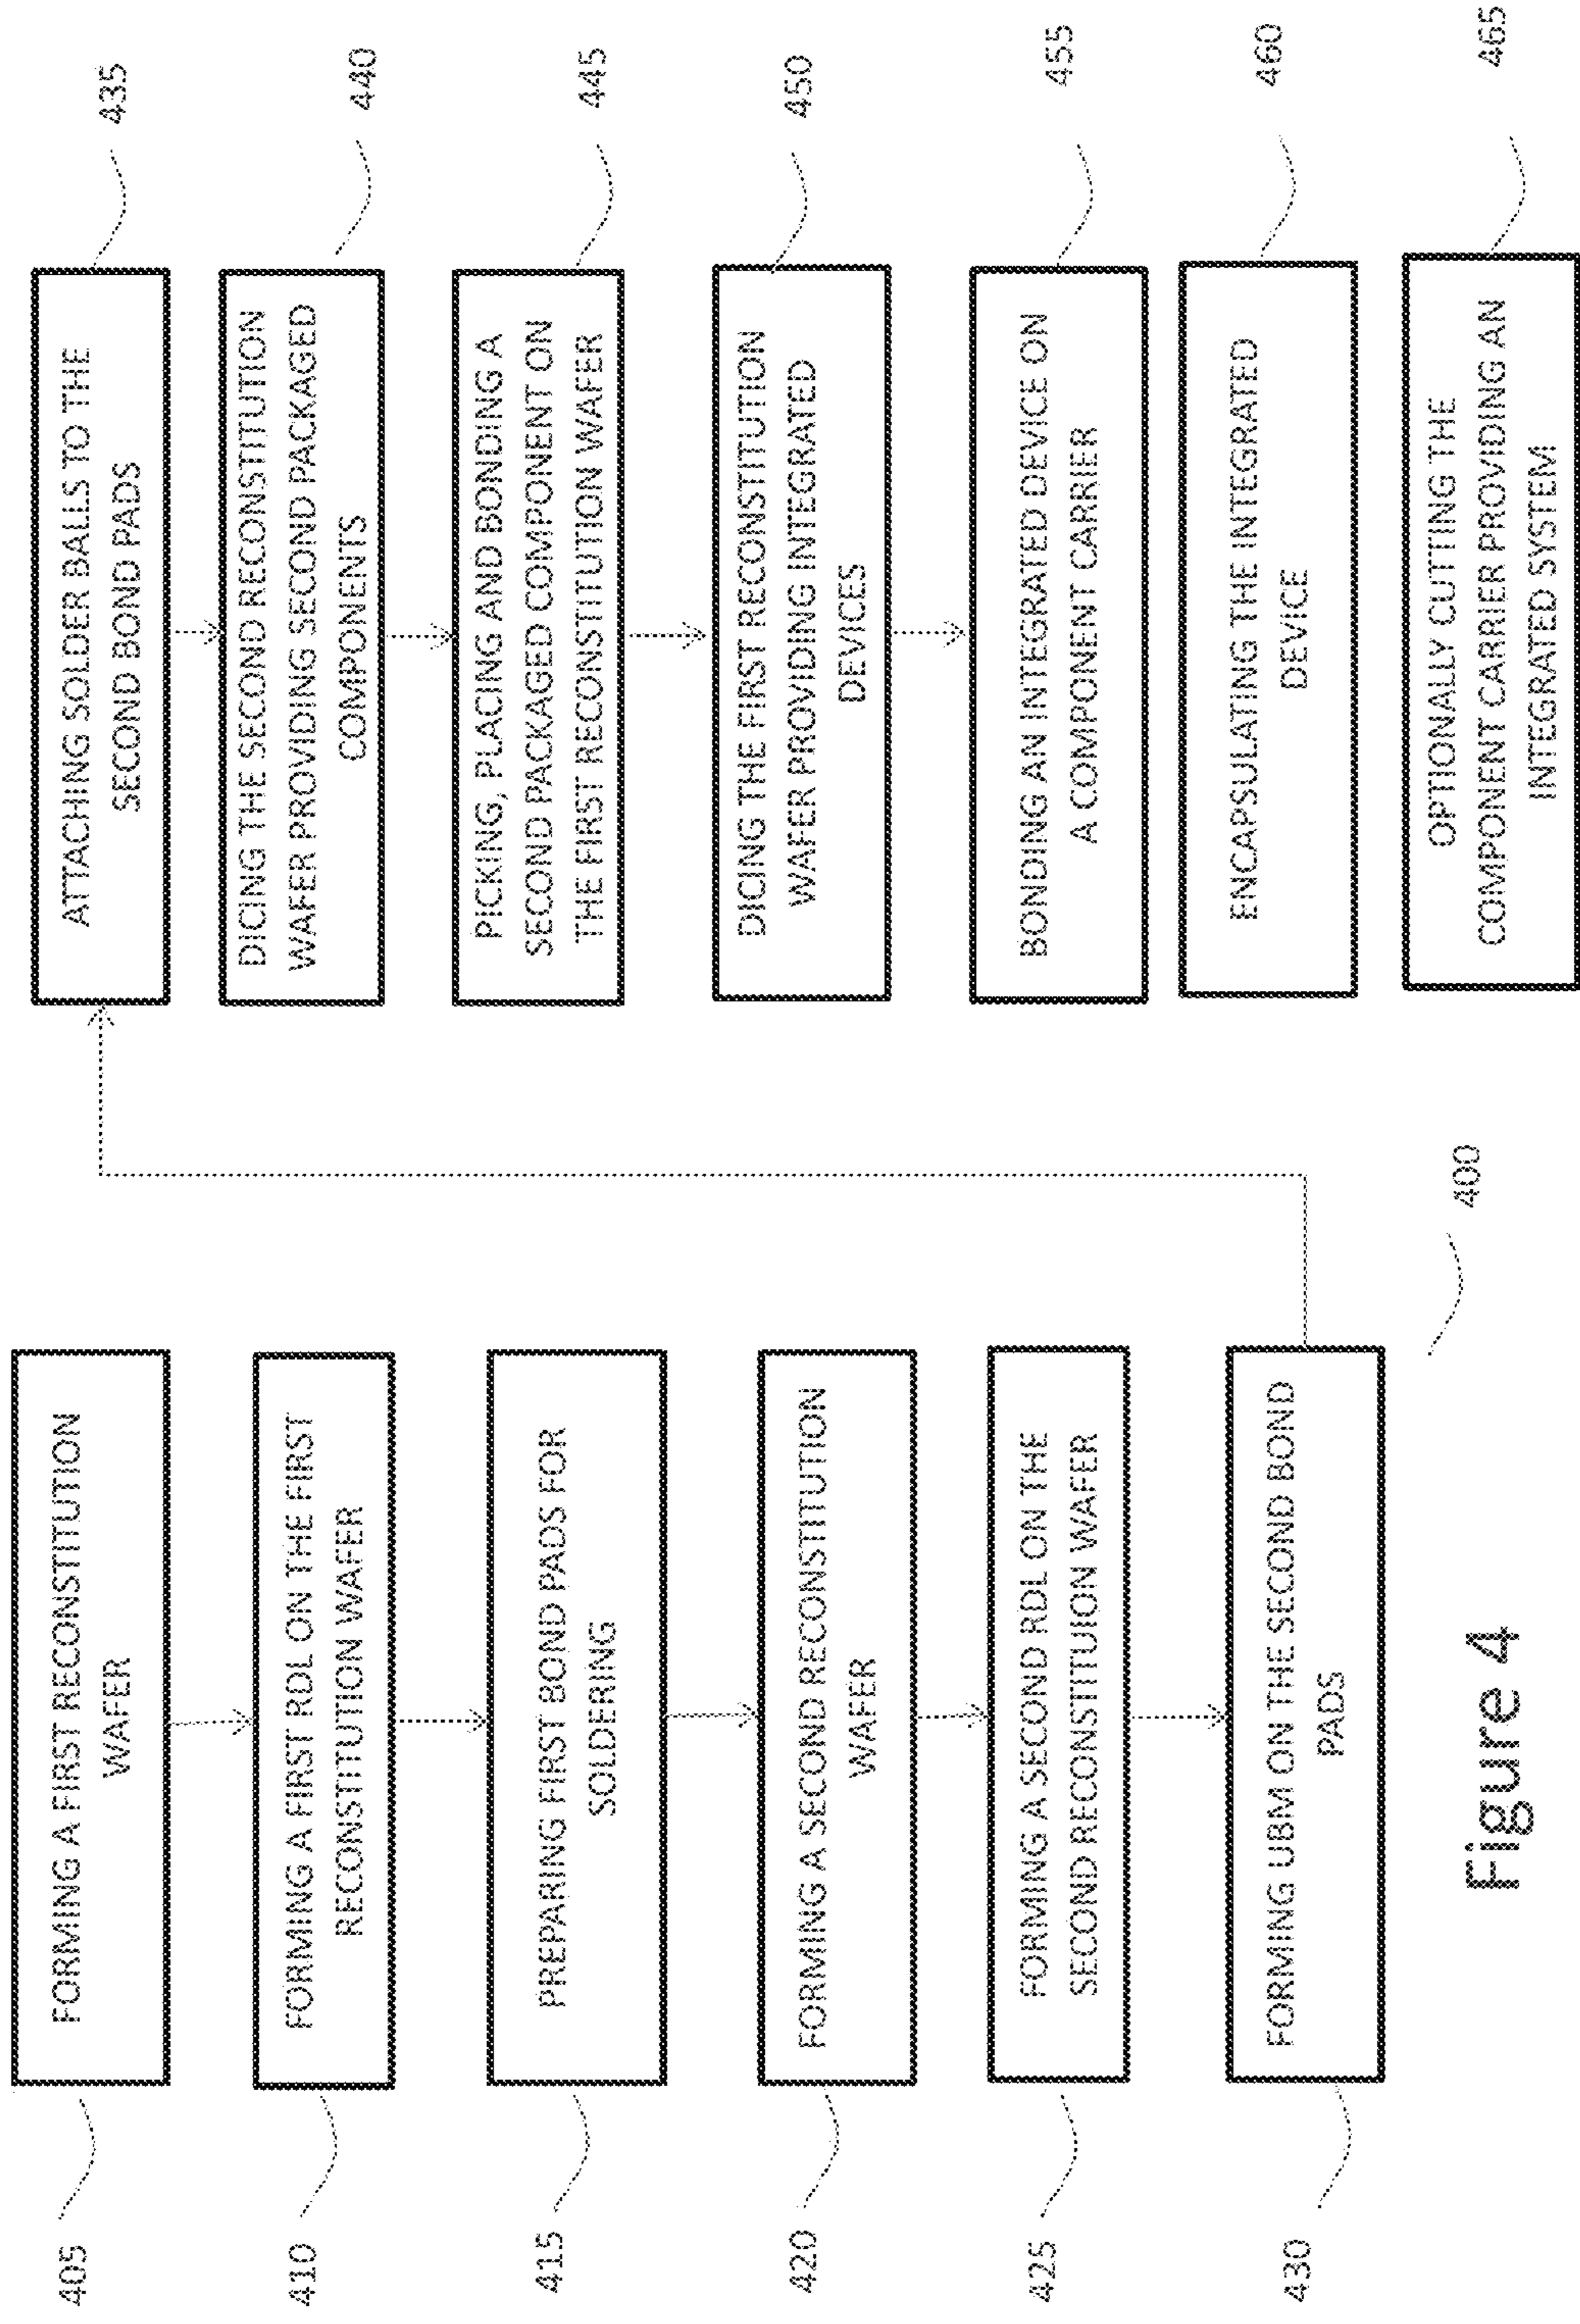 405
FORMING A FIRST RECONSTITUTION
WAFER
410
FORMING A FIRST RDL ON THE FIRST
RECONSTITUTION WAFER
415
PREPARING FIRST BOND PADS FOR
SOLDERING
420
FORMING A SECOND RECONSTITUTION
WAFER
425
FORMING A SECOND RDL ON THE
SECOND RECONSTITUION WAFER
430
FORMING UBM ON THE SECOND BOND
PADS
ATTACHING SOLDER BALLS TO THE
SECOND BOND PADS
435
DICING THE SECOND RECONSTITUTION
WAFER PROVIDING SECOND PACKAGED
COMPONENTS
440
PICKING, PLACING AND BONDING A
SECOND PACKAGED COMPONENT ON
THE FIRST RECONSTITUTION WAFER
445
DICING THE FIRST RECONSTITUTION
WAFER PROVIDING INTEGRATED
DEVICES
450
BONDING AN INTEGRATED DEVICE ON
A COMPONENT CARRIER
455
ENCAPSULATING THE INTEGRATED
DEVICE
460
OPTIONALLY CUTTING THE
COMPONENT CARRIER PROVIDING AN
INTEGRATED SYSTEM
465
400
Figure 4